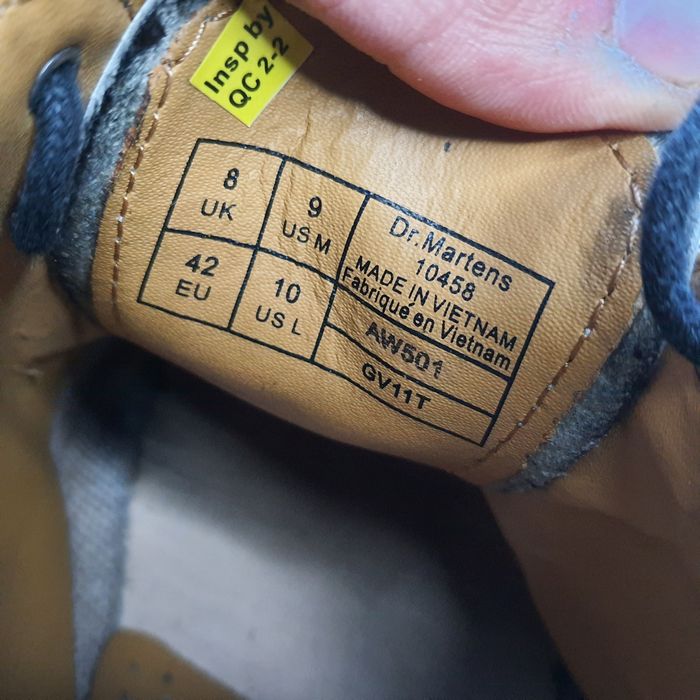 Insp by
QC 2-2
8
UK
9
US M
42
EU
10
US L
Dr.Martens
10458
MADE IN VIETNAM
Fabrique en Vietnam
AW501
GV11T